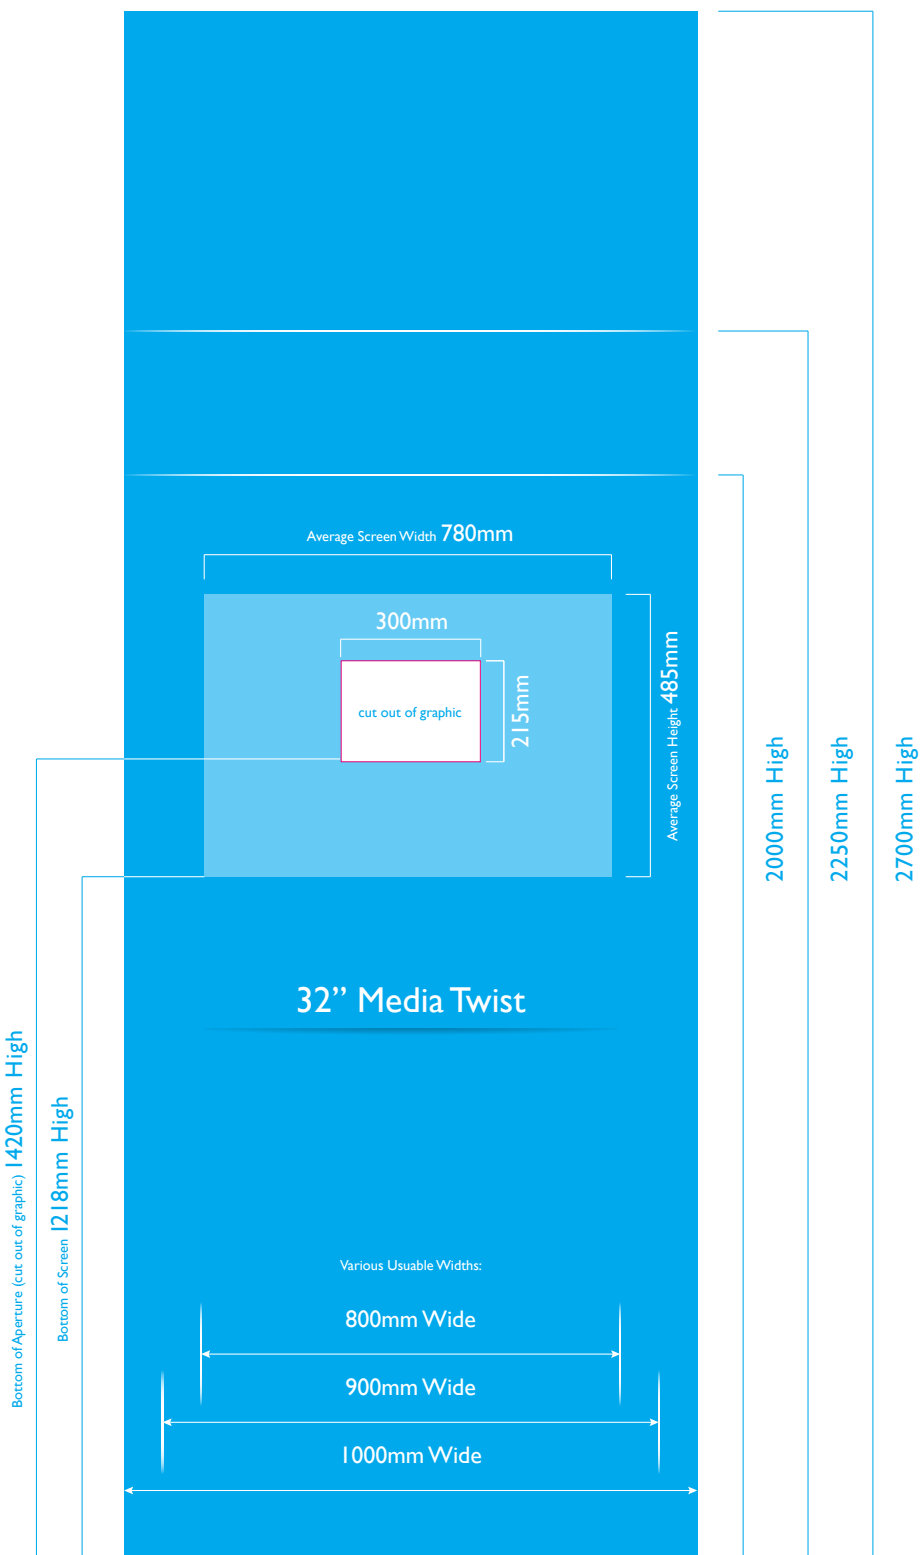 Average Screen Width 780mm
300mm
cut out of graphic
215mm
Average Screen Height 485mm
2000mm High
2250mm High
2700mm High
32” Media Twist
Bottom of Aperture (cut out of graphic) 1420mm High
Bottom of Screen 1218mm High
Various Usuable Widths:
800mm Wide
900mm Wide
1000mm Wide